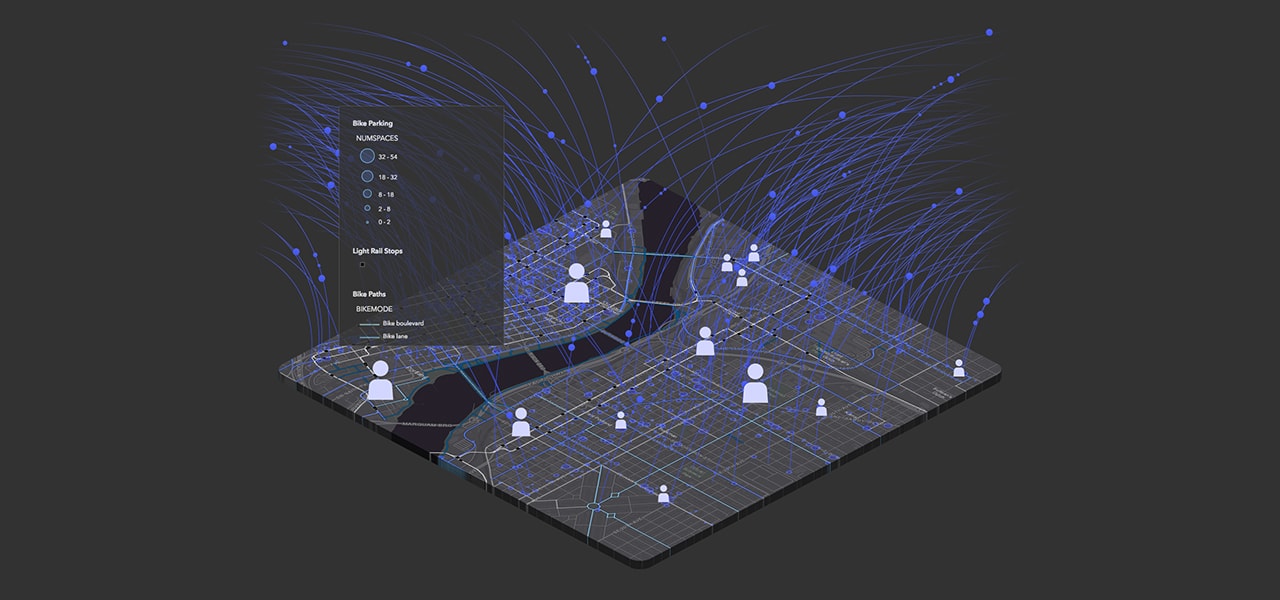 Bike Parking
NUMSPACES
32 - 54
18 - 32
8 - 18
2 - 8
0 - 2
Light Rail Stops
Bike Paths
BIKEMODE
Bike boulevard
Bike lane